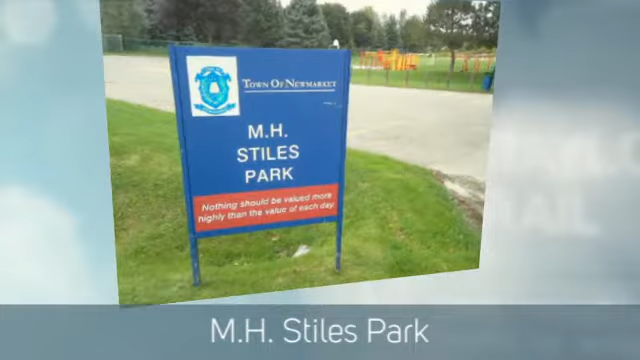 TOWN OF NEWMARKET
M.H.
STILES
PARK
Nothing should be valued more
highly than the value of each day.
M.H. Stiles Park